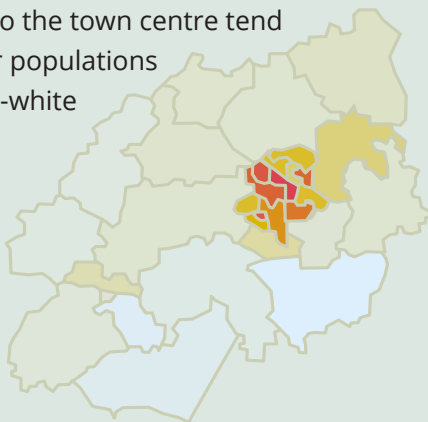 o the town centre tend
r populations
-white